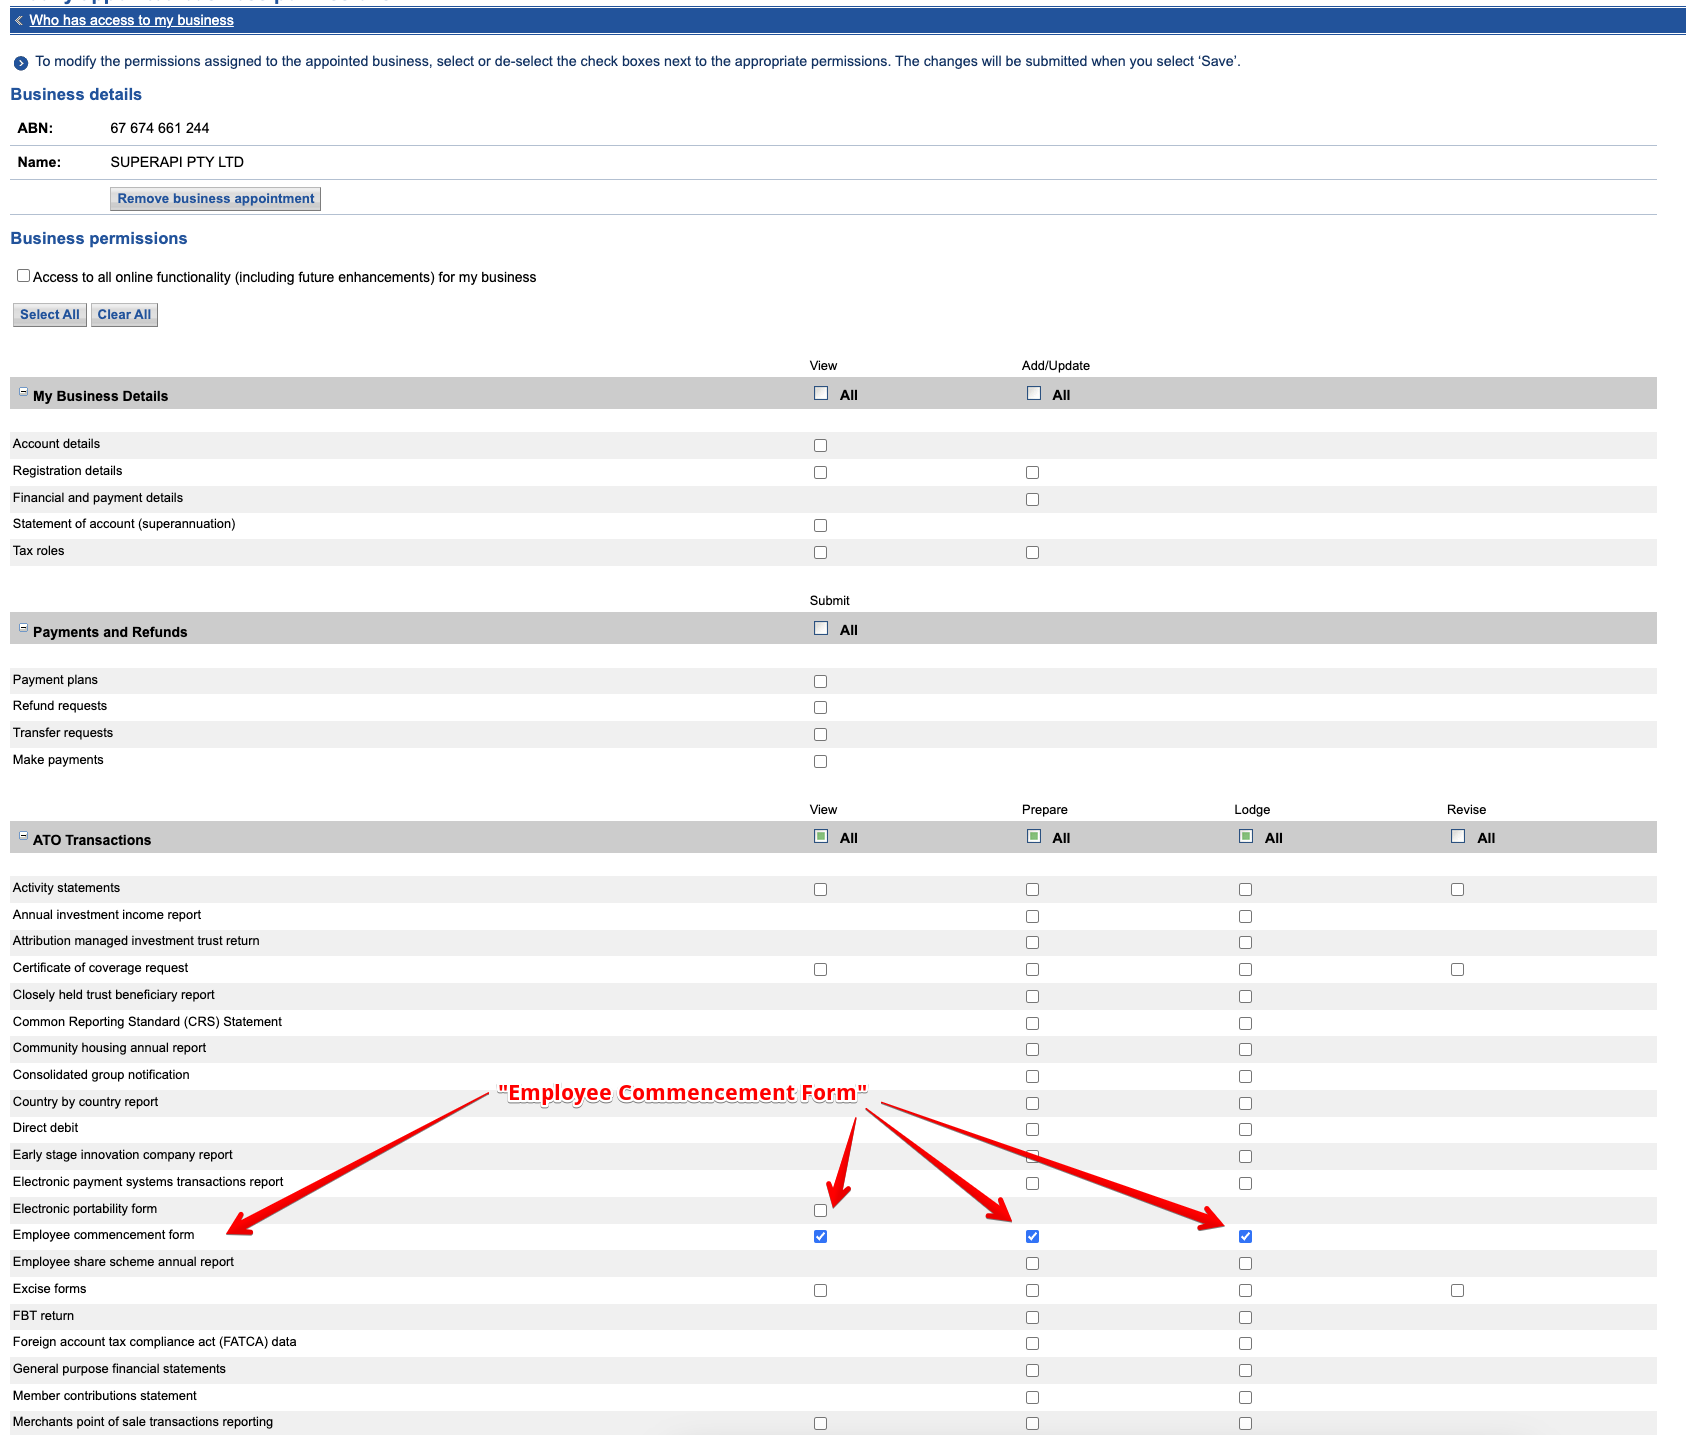 Who has access to my business
To modify the permissions assigned to the appointed business, select or de-select the check boxes next to the appropriate permissions. The changes will be submitted when you select ‘Save’.
Business details
ABN: 67 674 661 244
Name: SUPERAPI PTY LTD
Remove business appointment
Business permissions
Access to all online functionality (including future enhancements) for my business
Select All Clear All
View Add/Update
My Business Details All All
Account details
Registration details
Financial and payment details
Statement of account (superannuation)
Tax roles
Submit
Payments and Refunds All
Payment plans
Refund requests
Transfer requests
Make payments
View Prepare Lodge Revise
ATO Transactions All All All All
Activity statements
Annual investment income report
Attribution managed investment trust return
Certificate of coverage request
Closely held trust beneficiary report
Common Reporting Standard (CRS) Statement
Community housing annual report
Consolidated group notification
"Employee Commencement Form"
Country by country report
Direct debit
Early stage innovation company report
Electronic payment systems transactions report
Electronic portability form
Employee commencement form
Employee share scheme annual report
Excise forms
FBT return
Foreign account tax compliance act (FATCA) data
General purpose financial statements
Member contributions statement
Merchants point of sale transactions reporting